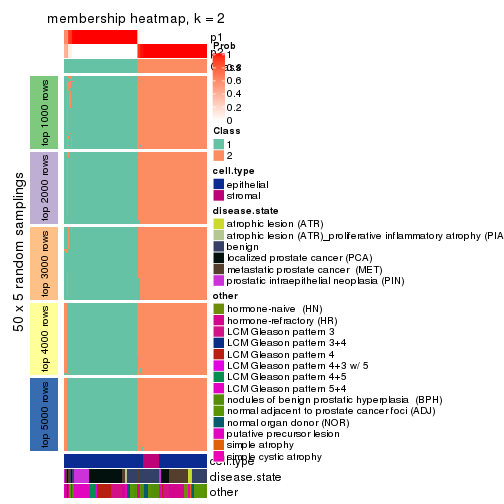 membership heatmap, k = 2
p1
p2
Class
Prob
1
0.8
0.6
0.4
0.2
0
Class
1
2
cell.type
epithelial
stromal
disease.state
atrophic lesion (ATR)
atrophic lesion (ATR)_proliferative inflammatory atrophy (PIA
benign
localized prostate cancer (PCA)
metastatic prostate cancer (MET)
prostatic intraepithelial neoplasia (PIN)
other
hormone-naive (HN)
hormone-refractory (HR)
LCM Gleason pattern 3
LCM Gleason pattern 3+4
LCM Gleason pattern 4
LCM Gleason pattern 4+3 w/ 5
LCM Gleason pattern 4+5
LCM Gleason pattern 5+4
nodules of benign prostatic hyperplasia (BPH)
normal adjacent to prostate cancer foci (ADJ)
normal organ donor (NOR)
putative precursor lesion
simple atrophy
simple cystic atrophy
50 x 5 random samplings
top 1000 rows
top 2000 rows
top 3000 rows
top 4000 rows
top 5000 rows
cell.type
disease.state
other